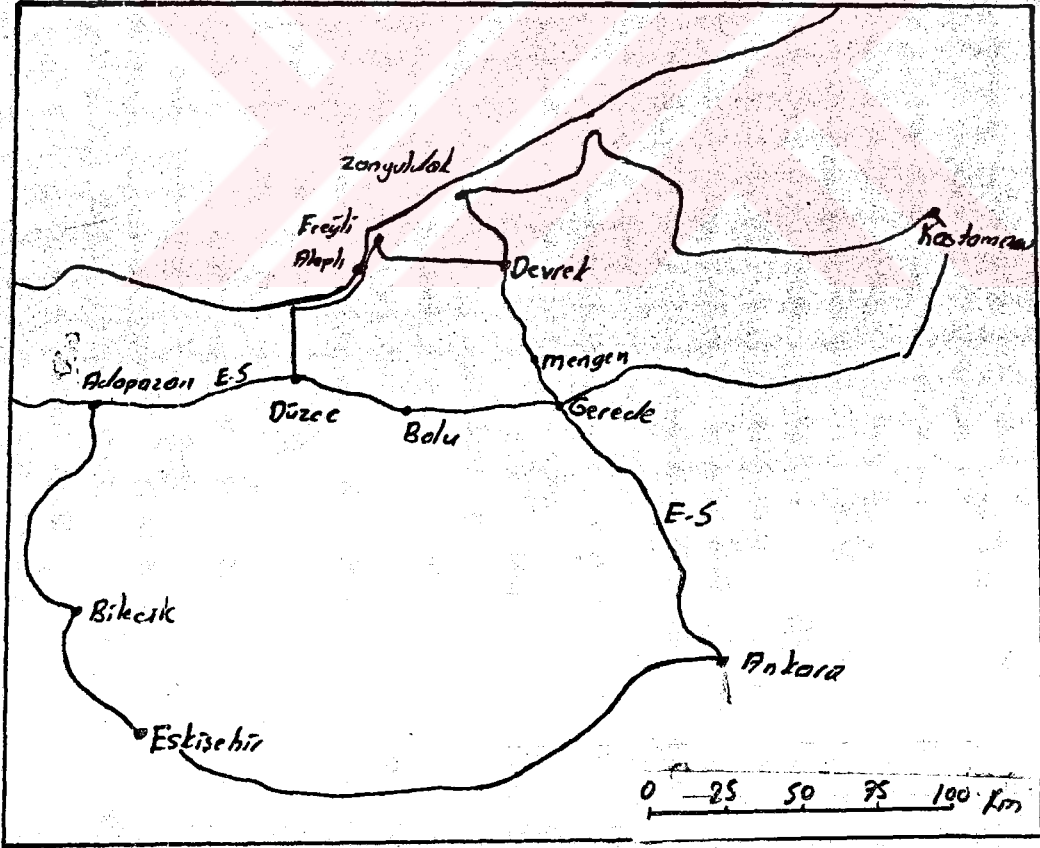 Zonguldak
Ereğli
Alaplı
Kastamonu
Devrek
mengen
Adapazarı E-5
Düzce
Bolu
Gerede
E-5
Bilecik
Ankara
Eskişehir
0 25 50 75 100 Km